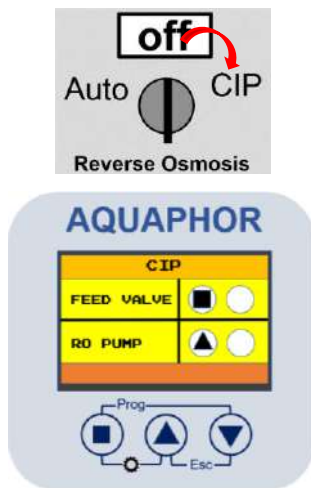 off
Auto CIP
Reverse Osmosis
AQUAPHOR
CIP
FEED VALVE
RO PUMP
Prog
Esc